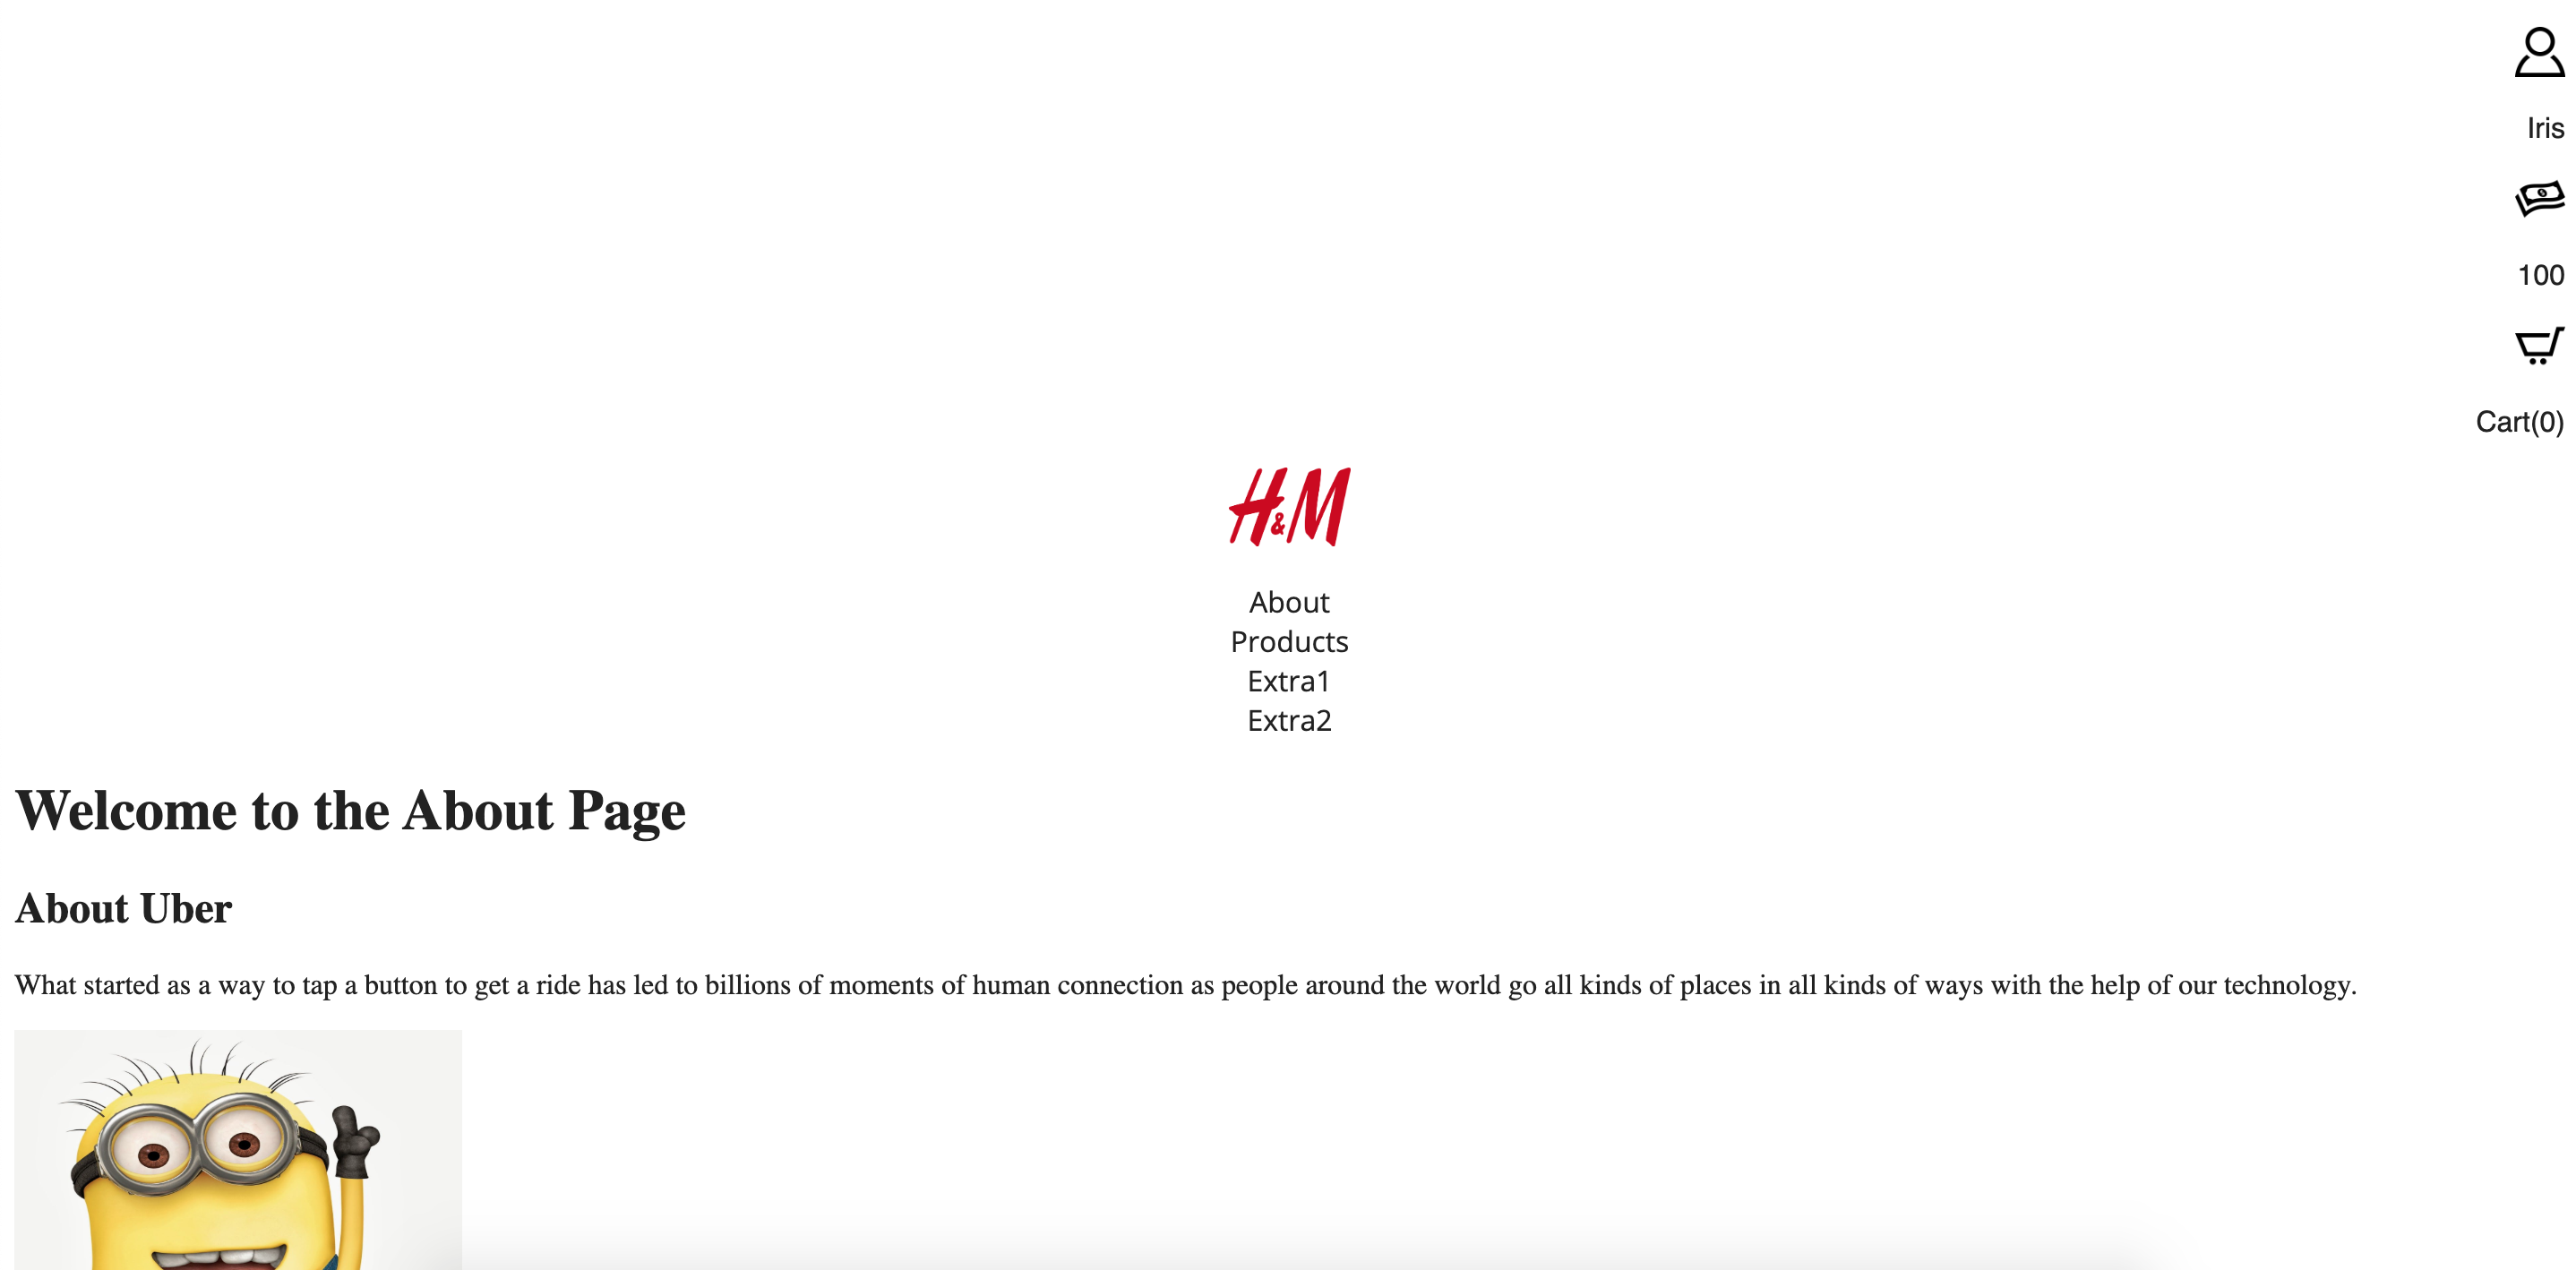 Iris
100
Cart(0)
H&M
About
Products
Extra1
Extra2
Welcome to the About Page
About Uber
What started as a way to tap a button to get a ride has led to billions of moments of human connection as people around the world go all kinds of places in all kinds of ways with the help of our technology.